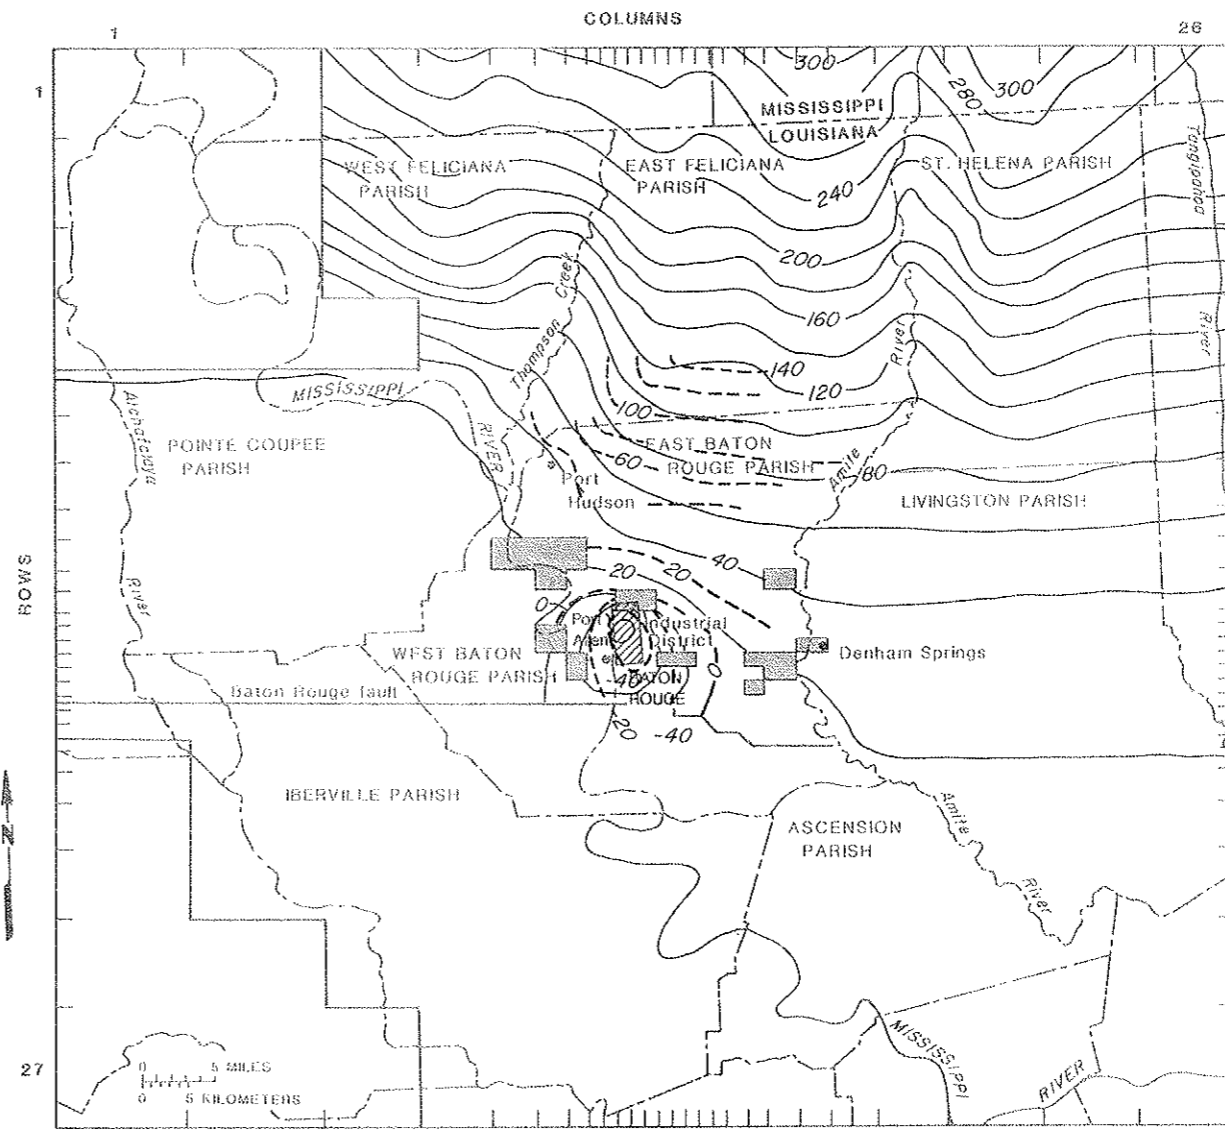 COLUMNS
1
26
ROWS
1
27
300
300
280
MISSISSIPPI
LOUISIANA
WEST FELICIANA
PARISH
EAST FELICIANA
PARISH
ST. HELENA PARISH
Tangipahoa
River
240
200
160
140
120
100
80
60
40
20
20
0
Thompson Creek
River
Amite
MISSISSIPPI
RIVER
Atchafalaya
River
POINTE COUPEE
PARISH
EAST BATON
ROUGE PARISH
LIVINGSTON PARISH
Port
Hudson
Port
Allen
Industrial
District
0
Denham Springs
WEST BATON
ROUGE PARISH
-40
BATON
ROUGE
Baton Rouge fault
20
-40
IBERVILLE PARISH
ASCENSION
PARISH
Amite
River
MISSISSIPPI
RIVER
N
0 5 MILES
0 5 KILOMETERS